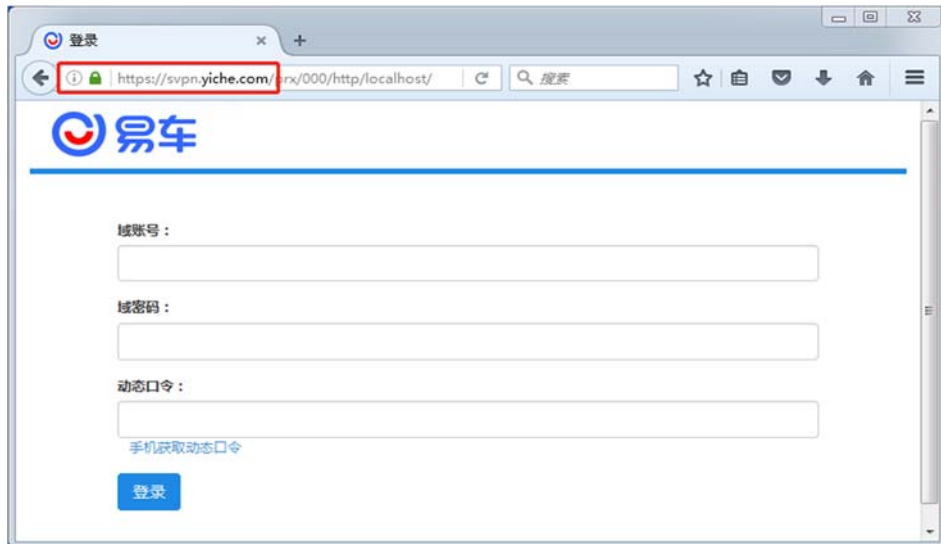 登录
https://svpn.yiche.com/prx/000/http/localhost/
搜索
易车
域账号：
域密码：
动态口令：
手机获取动态口令
登录